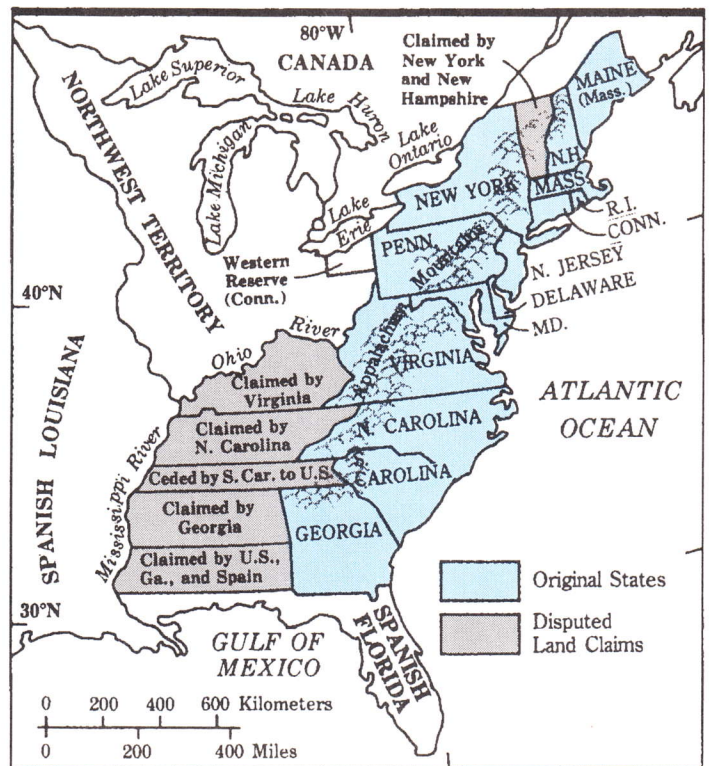 80°W
CANADA
Claimed by
New York
and New
Hampshire
MAINE
(Mass.)
Lake Superior
Lake Huron
Lake Michigan
Lake
Ontario
NORTHWEST TERRITORY
N.H.
NEW YORK
MASS.
R.I.
CONN.
Lake
Erie
PENN.
Western
Reserve
(Conn.)
N. JERSEY
DELAWARE
MD.
40°N
Appalachian Mountains
Ohio River
VIRGINIA
Claimed by
Virginia
SPANISH LOUISIANA
ATLANTIC
OCEAN
Claimed by
N. Carolina
N. CAROLINA
Mississippi River
Ceded by S. Car. to U.S.
CAROLINA
Claimed by
Georgia
GEORGIA
Claimed by U.S.,
Ga., and Spain
Original States
Disputed
Land Claims
30°N
GULF OF
MEXICO
SPANISH
FLORIDA
0 200 400 600 Kilometers
0 200 400 Miles